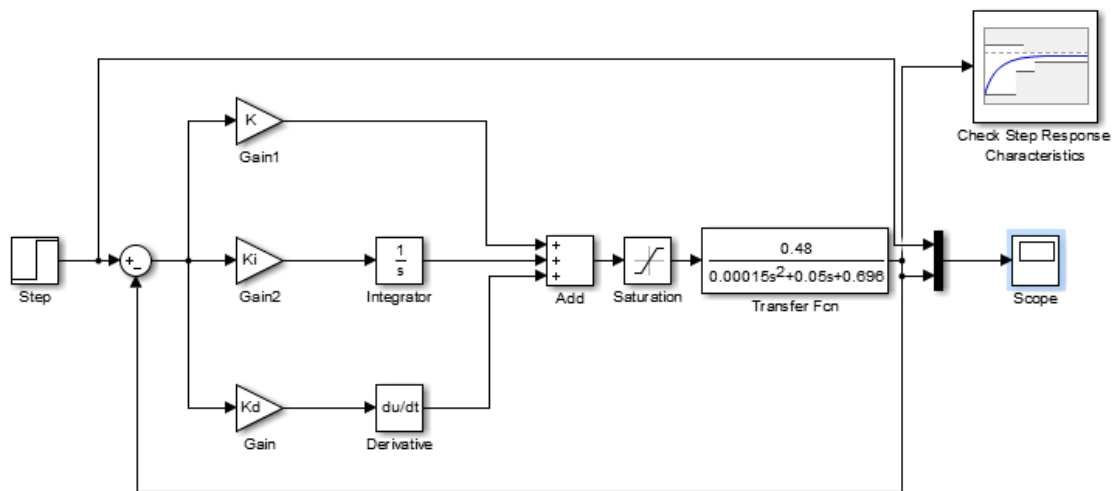 Check Step Response
Characteristics
K
Gain1
Step
+
-
Ki
Gain2
1
s
Integrator
+
+
+
Add
Saturation
0.48
0.00015s2+0.05s+0.696
Transfer Fcn
Scope
Kd
Gain
du/dt
Derivative